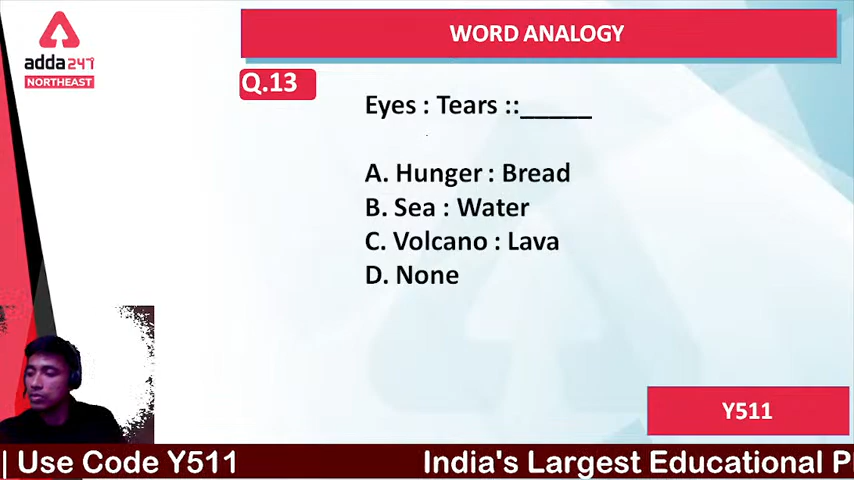 WORD ANALOGY
adda247
NORTHEAST
Q.13
Eyes : Tears ::_____
A. Hunger : Bread
B. Sea : Water
C. Volcano : Lava
D. None
Y511
| Use Code Y511 India's Largest Educational P